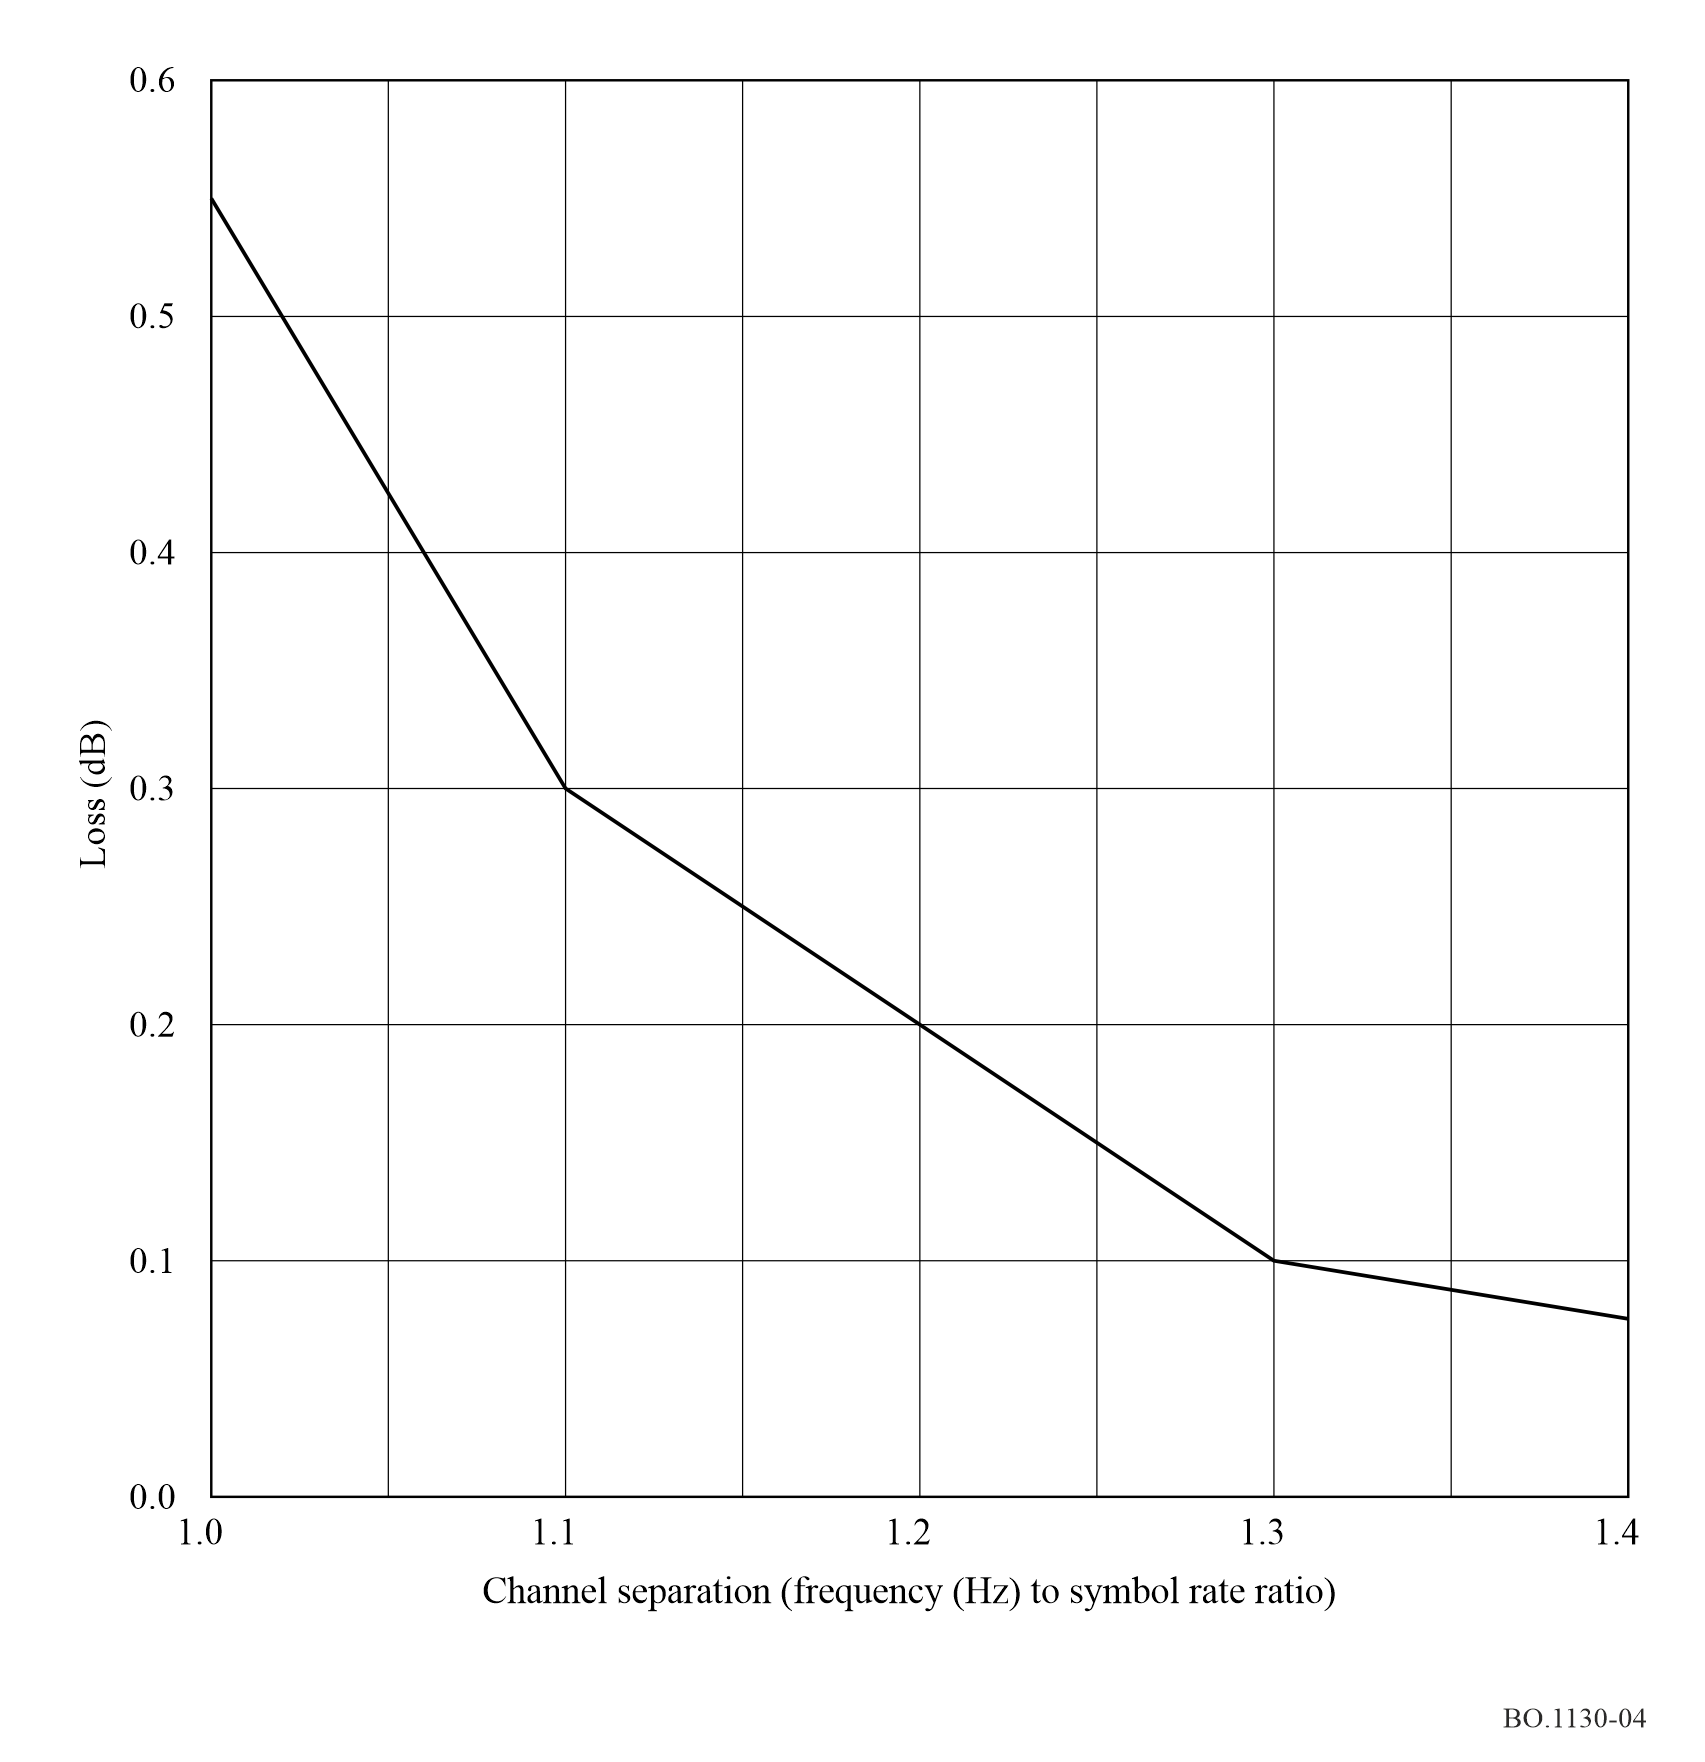 0.6
0.5
0.4
0.3
0.2
0.1
0.0
Loss (dB)
1.0 1.1 1.2 1.3 1.4
Channel separation (frequency (Hz) to symbol rate ratio)
BO.1130-04